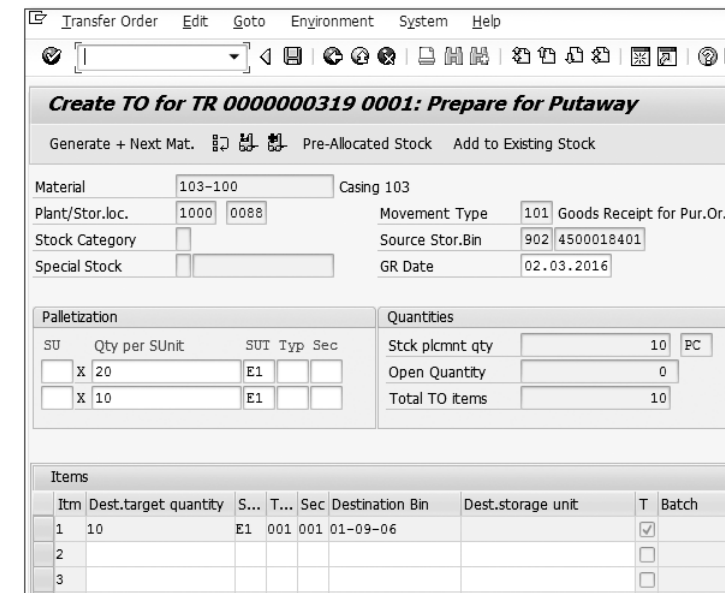 Transfer Order Edit Goto Environment System Help
Create TO for TR 0000000319 0001: Prepare for Putaway
Generate + Next Mat. Pre-Allocated Stock Add to Existing Stock
Material 103-100 Casing 103
Plant/Stor.loc. 1000 0088 Movement Type 101 Goods Receipt for Pur.Or.
Stock Category Source Stor.Bin 902 4500018401
Special Stock GR Date 02.03.2016
Palletization Quantities
SU Qty per SUnit SUT Typ Sec Stck plcmnt qty 10 PC
X 20 E1 Open Quantity 0
X 10 E1 Total TO items 10
Items
Itm Dest.target quantity S... T... Sec Destination Bin Dest.storage unit T Batch
1 10 E1 001 001 01-09-06
2
3